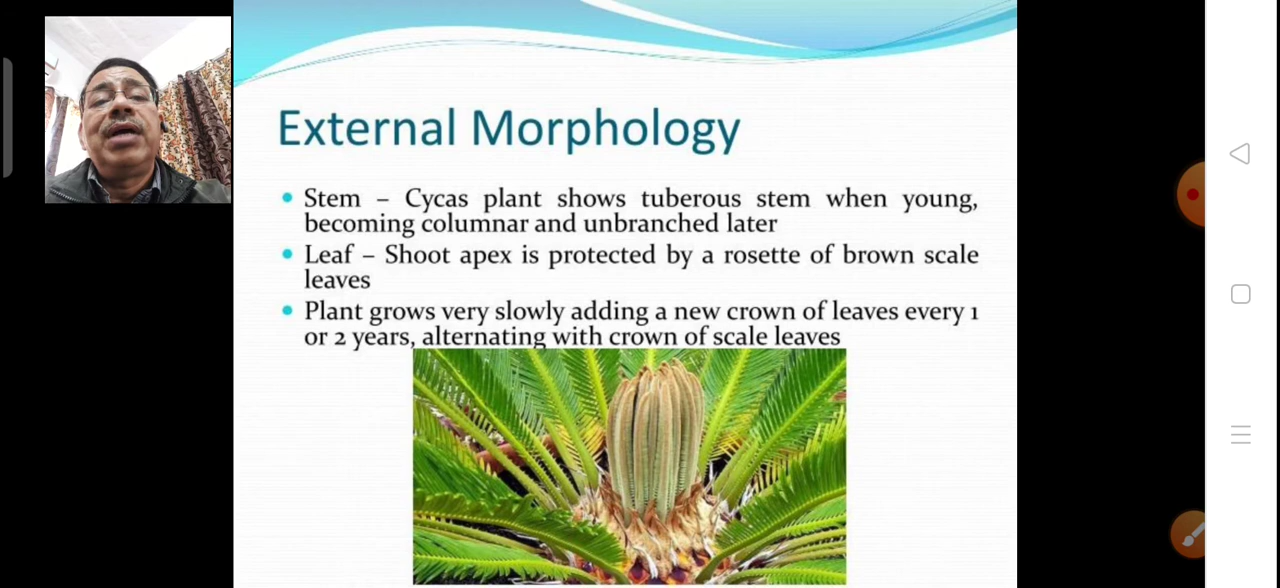 External Morphology
Stem – Cycas plant shows tuberous stem when young,
becoming columnar and unbranched later
Leaf – Shoot apex is protected by a rosette of brown scale
leaves
Plant grows very slowly adding a new crown of leaves every 1
or 2 years, alternating with crown of scale leaves